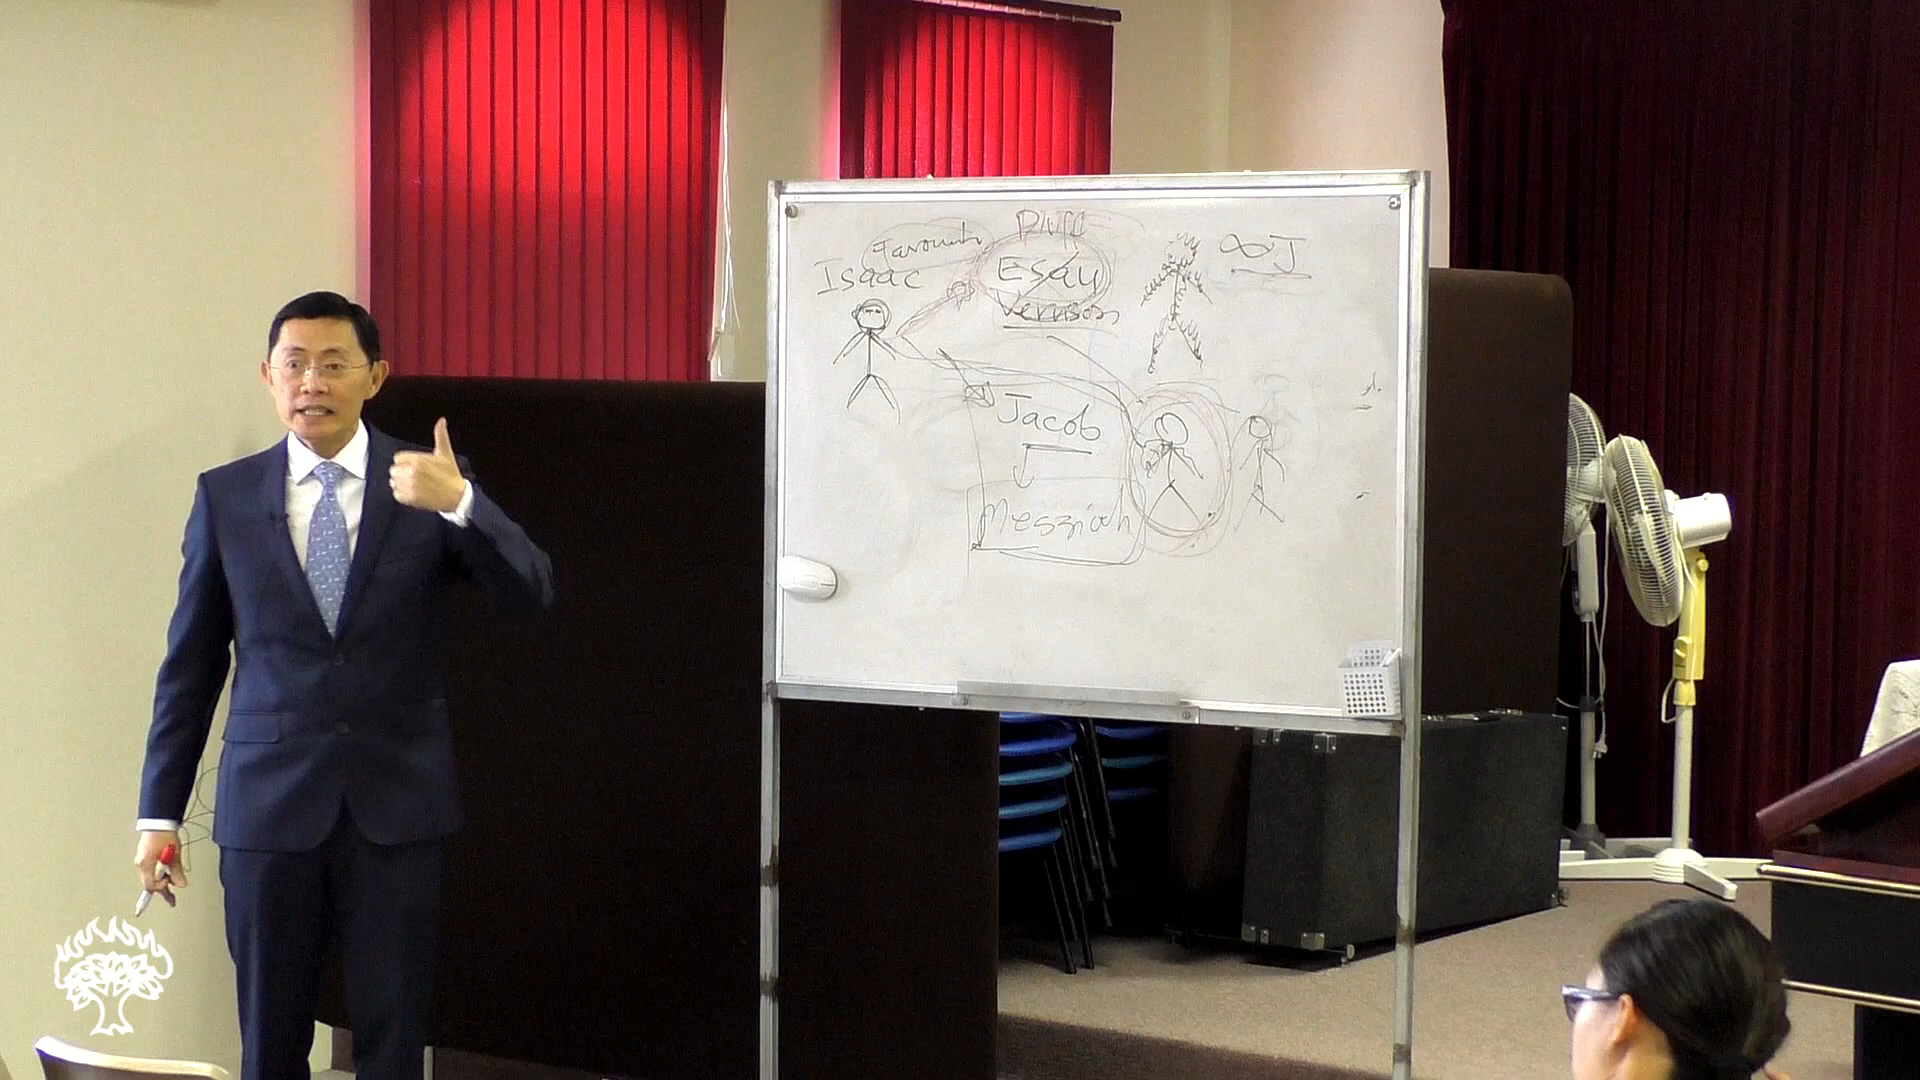 Favourite
Isaac
Esau
Venison
∞J
Jacob
Messiah